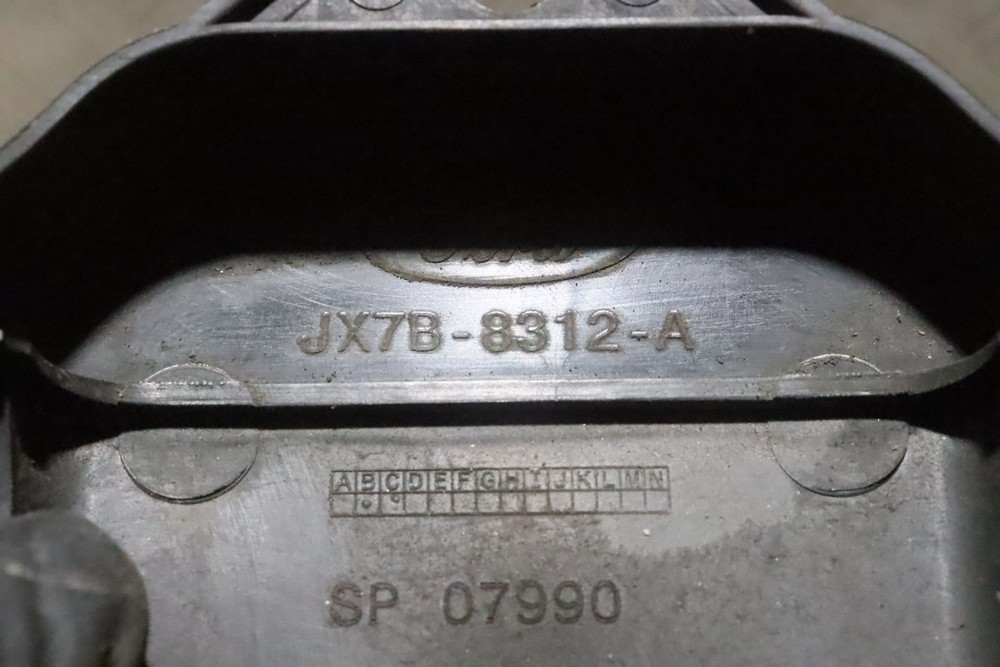 JX7B-8312-A
ABCDEFGHIJKLMN
SP 07990